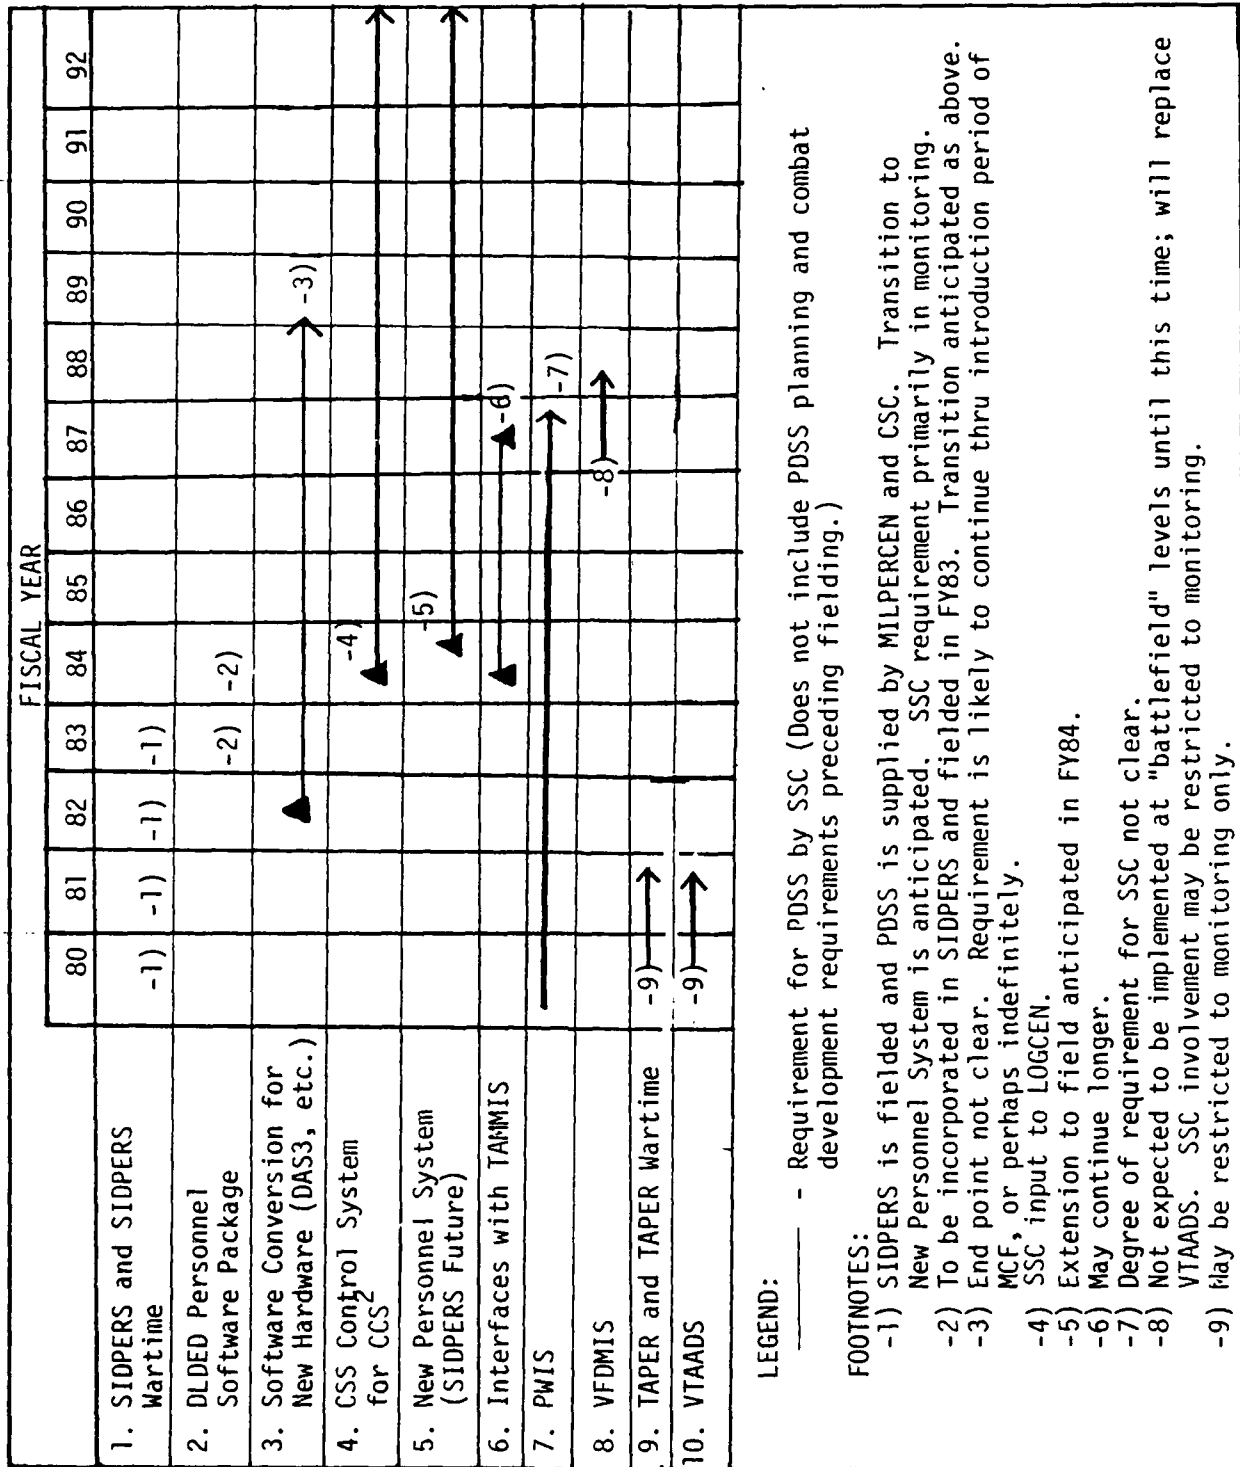 FISCAL YEAR
80 81 82 83 84 85 86 87 88 89 90 91 92
1. SIDPERS and SIDPERS
Wartime
-1) -1) -1) -1)
2. DLDED Personnel
Software Package
-2) -2)
3. Software Conversion for
New Hardware (DAS3, etc.)
-3)
4. CSS Control System
for CCS2
-4)
5. New Personnel System
(SIDPERS Future)
-5)
6. Interfaces with TAMMIS
-6)
7. PWIS
-7)
8. VFDMIS
-8)
9. TAPER and TAPER Wartime
-9)
10. VTAADS
-9)
LEGEND:
- Requirement for PDSS by SSC (Does not include PDSS planning and combat
development requirements preceding fielding.)
FOOTNOTES:
-1) SIDPERS is fielded and PDSS is supplied by MILPERCEN and CSC. Transition to
New Personnel System is anticipated. SSC requirement primarily in monitoring.
-2) To be incorporated in SIDPERS and fielded in FY83. Transition anticipated as above.
-3) End point not clear. Requirement is likely to continue thru introduction period of
MCF, or perhaps indefinitely.
-4) SSC input to LOGCEN.
-5) Extension to field anticipated in FY84.
-6) May continue longer.
-7) Degree of requirement for SSC not clear.
-8) Not expected to be implemented at "battlefield" levels until this time; will replace
VTAADS. SSC involvement may be restricted to monitoring.
-9) May be restricted to monitoring only.